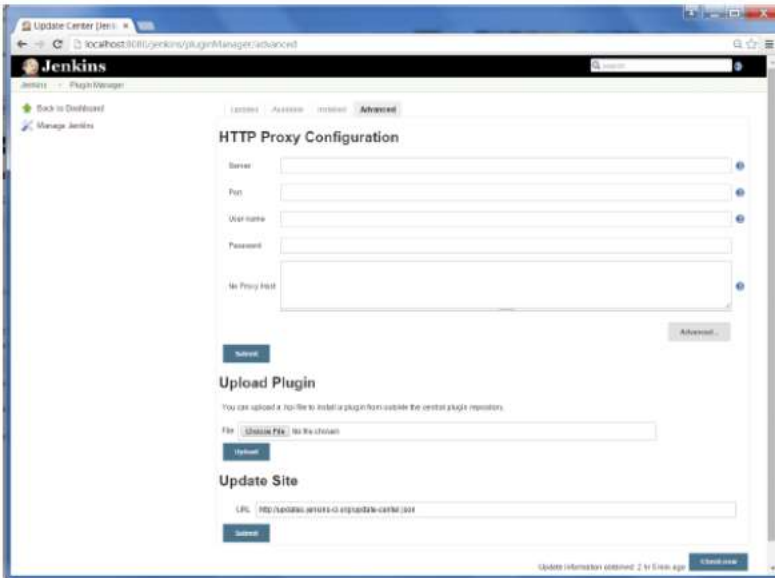 Update Center [Jenk
localhost:8080/jenkins/pluginManager/advanced
Jenkins
search
Jenkins Plugin Manager
Back to Dashboard
Manage Jenkins
Updates Available Installed Advanced
HTTP Proxy Configuration
Server
Port
User name
Password
No Proxy Host
Advanced...
Submit
Upload Plugin
You can upload a .hpi file to install a plugin from outside the central plugin repository.
File Choose File No file chosen
Upload
Update Site
URL http://updates.jenkins-ci.org/update-center.json
Submit
Update information obtained: 2 hr 5 min ago Check now